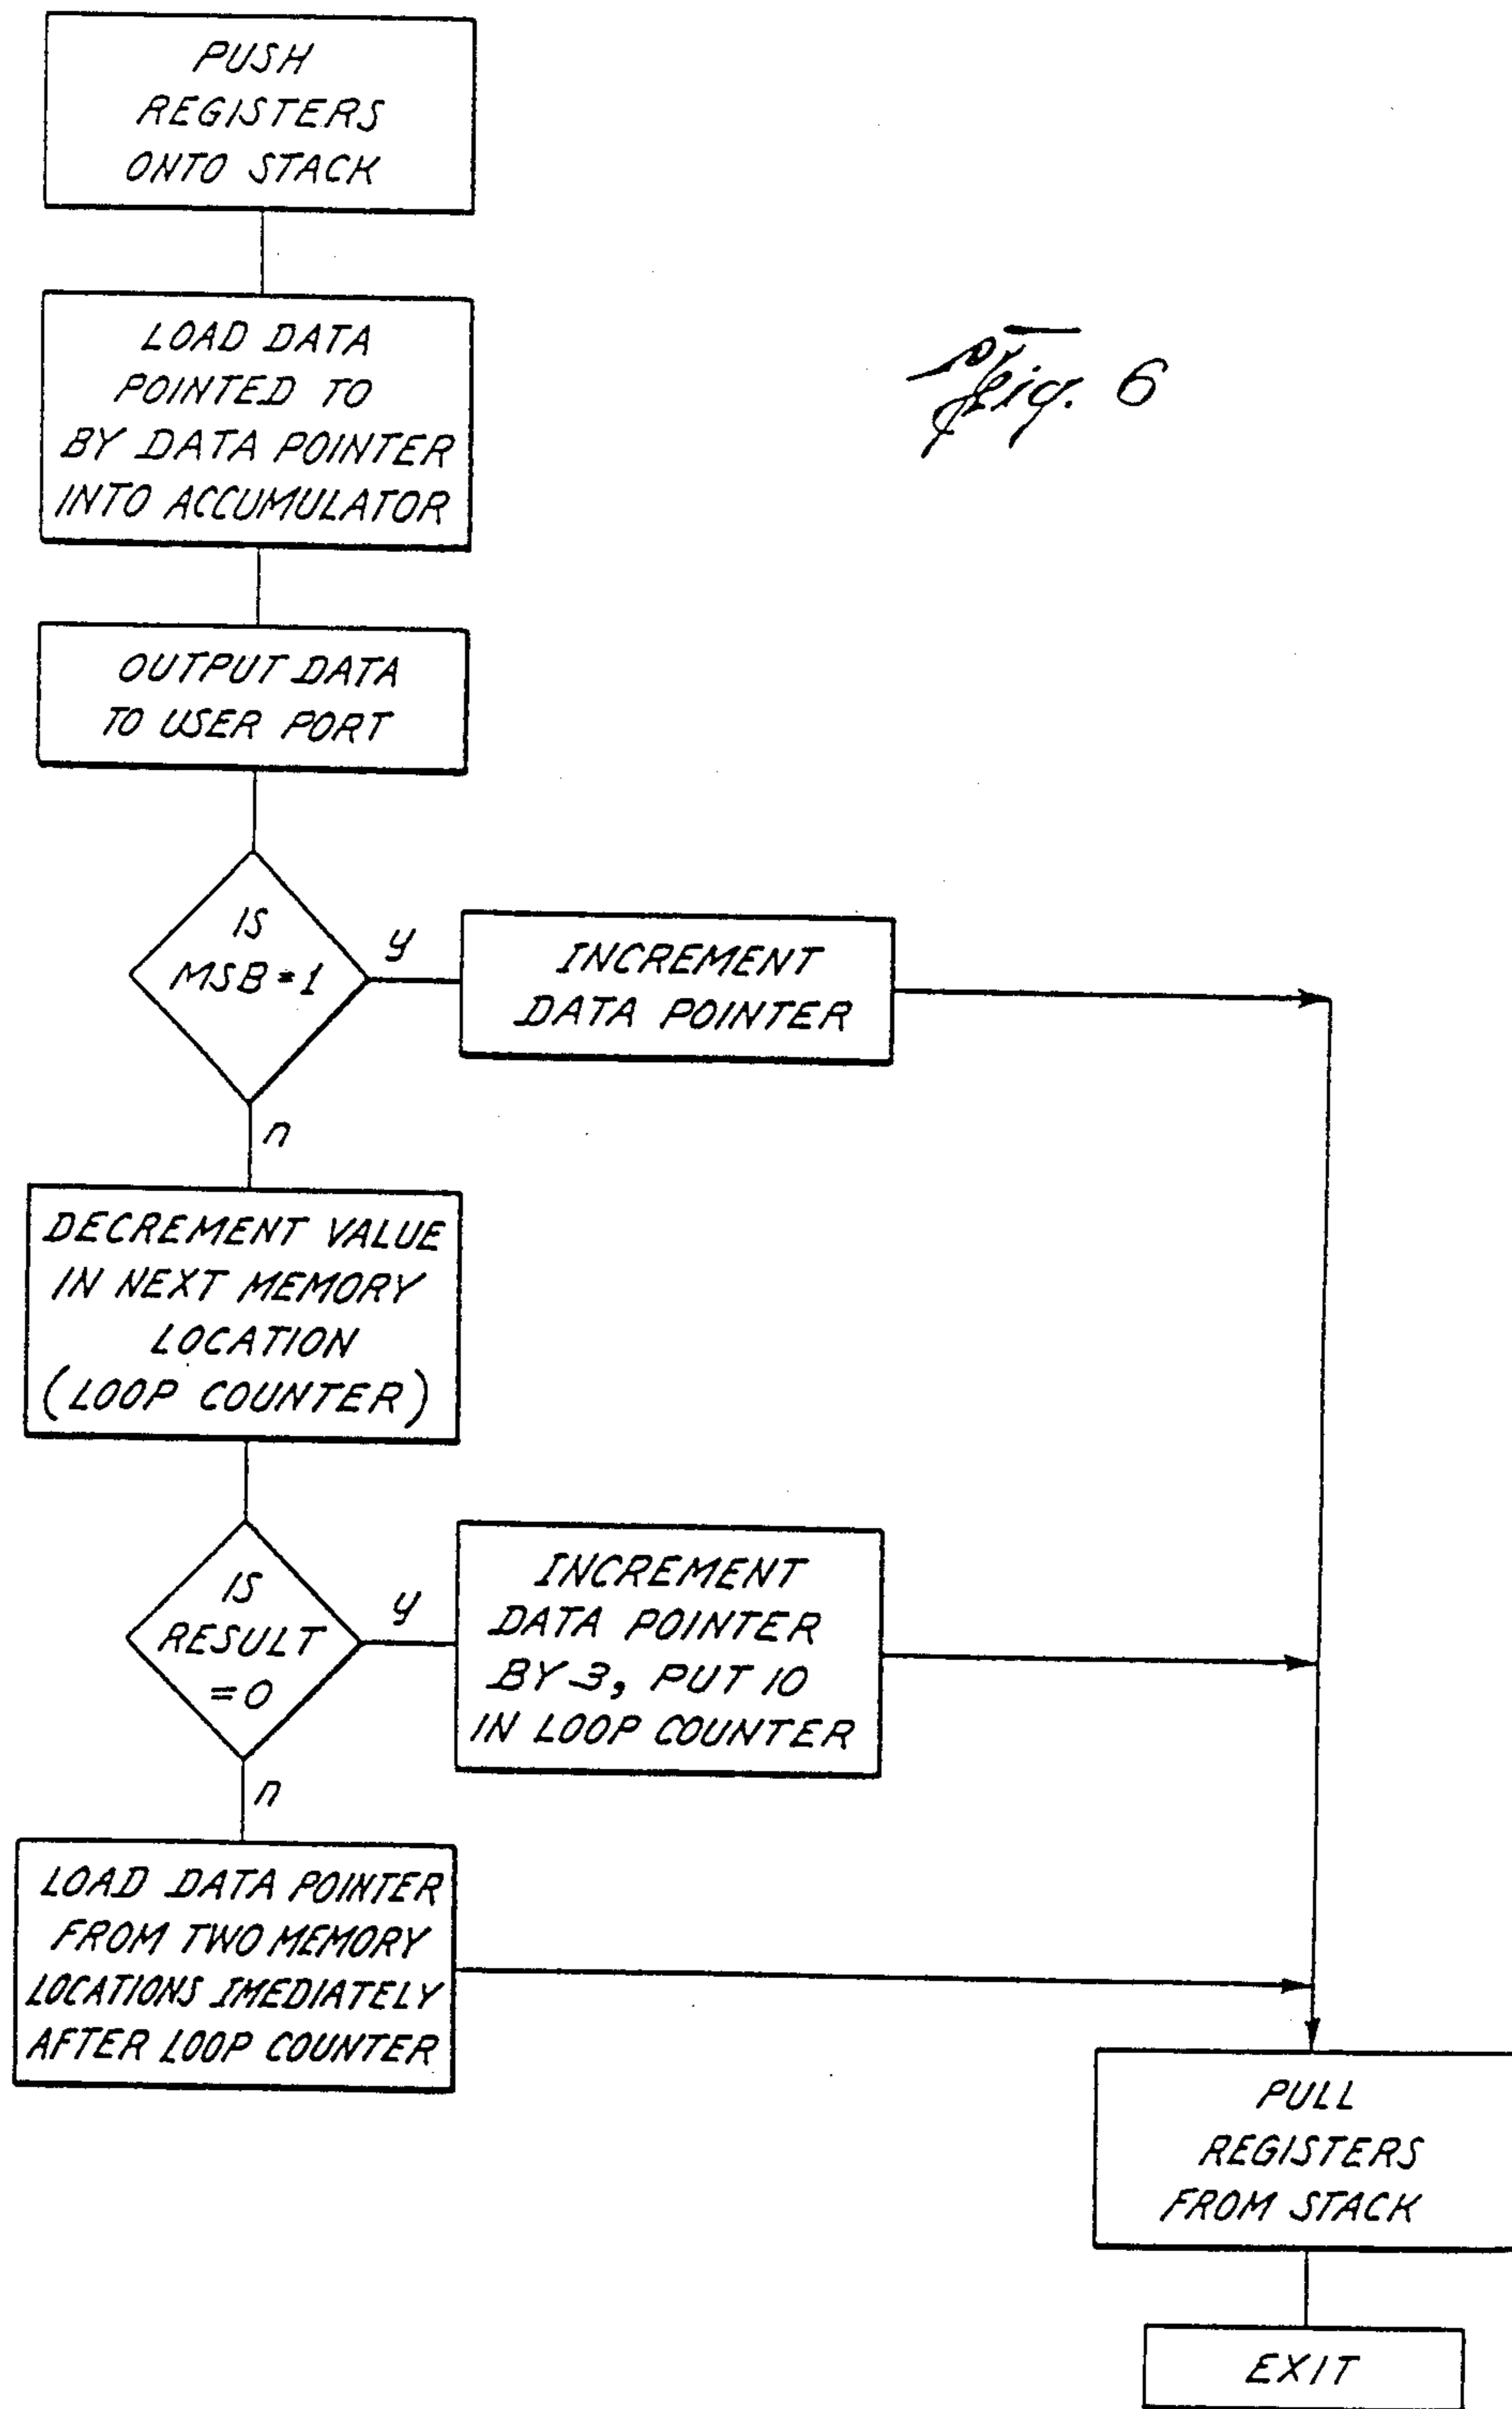 PUSH
REGISTERS
ONTO STACK
LOAD DATA
POINTED TO
BY DATA POINTER
INTO ACCUMULATOR
Fig. 6
OUTPUT DATA
TO USER PORT
IS
MSB=1
y
INCREMENT
DATA POINTER
n
DECREMENT VALUE
IN NEXT MEMORY
LOCATION
(LOOP COUNTER)
IS
RESULT
=0
y
INCREMENT
DATA POINTER
BY 3, PUT 10
IN LOOP COUNTER
n
LOAD DATA POINTER
FROM TWO MEMORY
LOCATIONS IMEDIATELY
AFTER LOOP COUNTER
PULL
REGISTERS
FROM STACK
EXIT